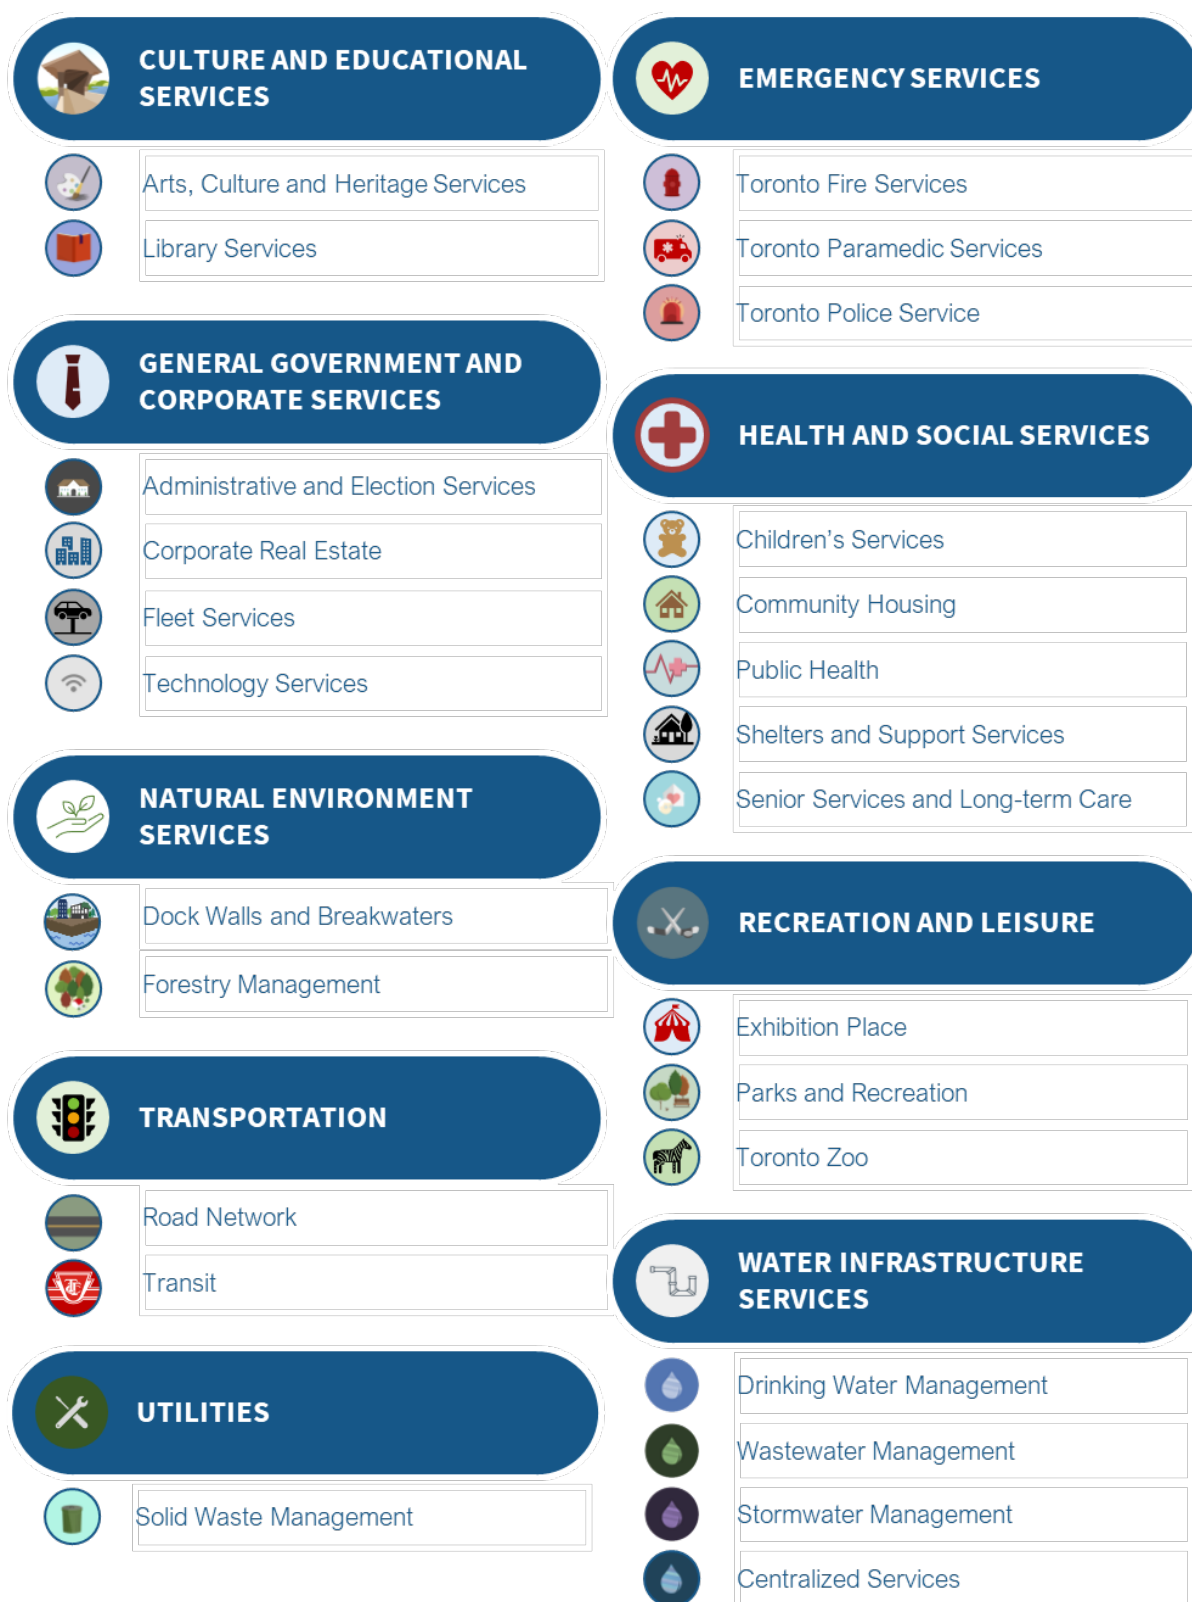 CULTURE AND EDUCATIONAL
SERVICES
Arts, Culture and Heritage Services
Library Services
GENERAL GOVERNMENT AND
CORPORATE SERVICES
Administrative and Election Services
Corporate Real Estate
Fleet Services
Technology Services
NATURAL ENVIRONMENT
SERVICES
Dock Walls and Breakwaters
Forestry Management
TRANSPORTATION
Road Network
Transit
TTC
UTILITIES
Solid Waste Management
EMERGENCY SERVICES
Toronto Fire Services
Toronto Paramedic Services
Toronto Police Service
HEALTH AND SOCIAL SERVICES
Children’s Services
Community Housing
Public Health
Shelters and Support Services
Senior Services and Long-term Care
RECREATION AND LEISURE
Exhibition Place
Parks and Recreation
Toronto Zoo
WATER INFRASTRUCTURE
SERVICES
Drinking Water Management
Wastewater Management
Stormwater Management
Centralized Services